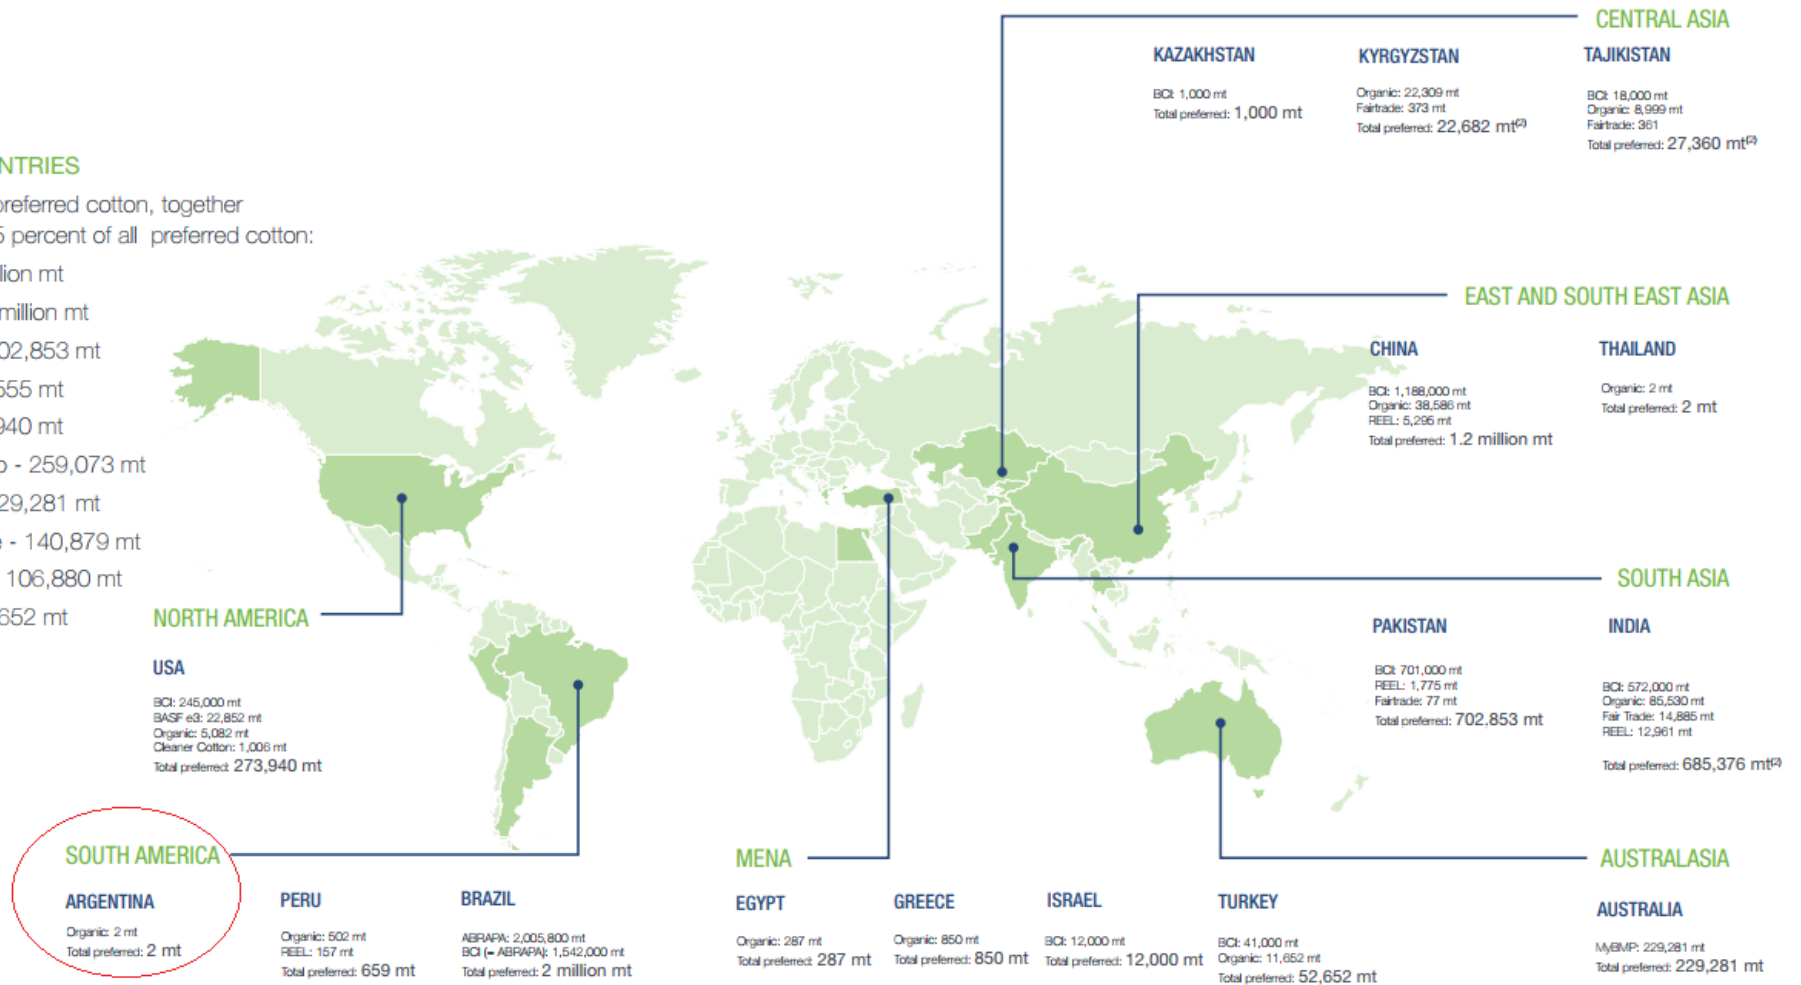 CENTRAL ASIA
KAZAKHSTAN
BCI: 1,000 mt
Total preferred: 1,000 mt
KYRGYZSTAN
Organic: 22,309 mt
Fairtrade: 373 mt
Total preferred: 22,682 mt(2)
TAJIKISTAN
BCI: 18,000 mt
Organic: 8,999 mt
Fairtrade: 361
Total preferred: 27,360 mt(2)
NTRIES
preferred cotton, together
5 percent of all preferred cotton:
lion mt
million mt
02,853 mt
555 mt
940 mt
o - 259,073 mt
29,281 mt
e - 140,879 mt
106,880 mt
652 mt
EAST AND SOUTH EAST ASIA
CHINA
BCI: 1,188,000 mt
Organic: 38,586 mt
REEL: 5,295 mt
Total preferred: 1.2 million mt
THAILAND
Organic: 2 mt
Total preferred: 2 mt
SOUTH ASIA
PAKISTAN
BCI: 701,000 mt
REEL: 1,775 mt
Fairtrade: 77 mt
Total preferred: 702,853 mt
INDIA
BCI: 572,000 mt
Organic: 85,530 mt
Fair Trade: 14,885 mt
REEL: 12,961 mt
Total preferred: 685,376 mt(2)
NORTH AMERICA
USA
BCI: 245,000 mt
BASF e3: 22,852 mt
Organic: 5,082 mt
Cleaner Cotton: 1,006 mt
Total preferred: 273,940 mt
SOUTH AMERICA
ARGENTINA
Organic: 2 mt
Total preferred: 2 mt
PERU
Organic: 502 mt
REEL: 157 mt
Total preferred: 659 mt
BRAZIL
ABRAPA: 2,005,800 mt
BCI (= ABRAPA): 1,542,000 mt
Total preferred: 2 million mt
MENA
EGYPT
Organic: 287 mt
Total preferred: 287 mt
GREECE
Organic: 850 mt
Total preferred: 850 mt
ISRAEL
BCI: 12,000 mt
Total preferred: 12,000 mt
TURKEY
BCI: 41,000 mt
Organic: 11,652 mt
Total preferred: 52,652 mt
AUSTRALASIA
AUSTRALIA
MyBMP: 229,281 mt
Total preferred: 229,281 mt